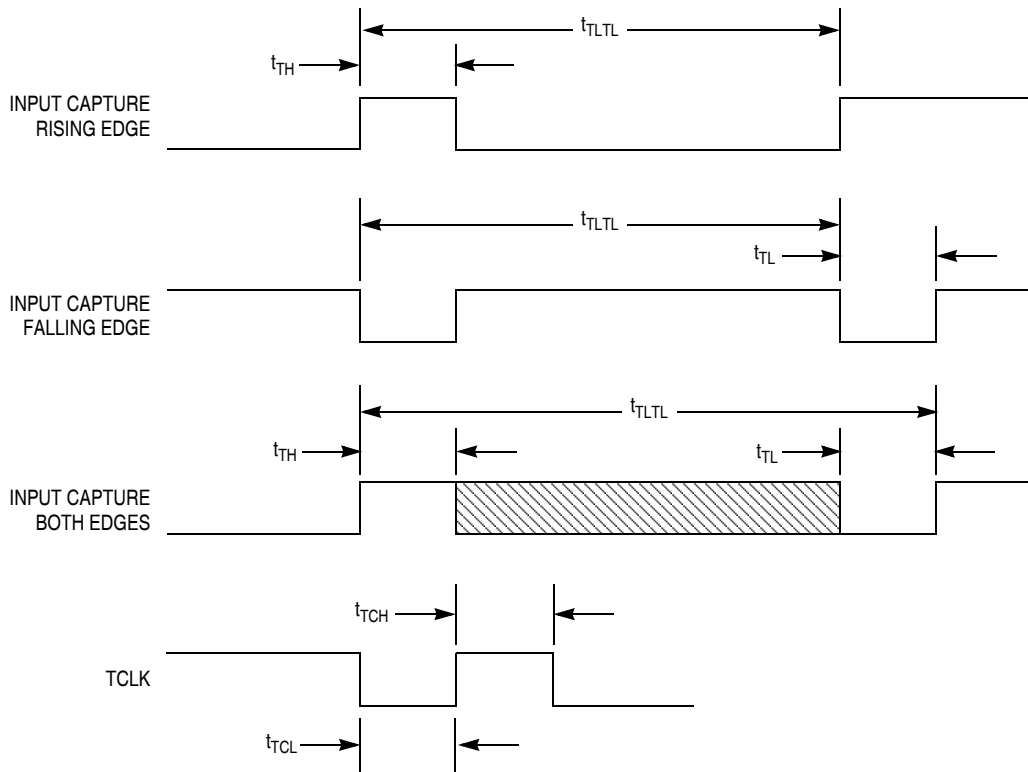 tTLTL
tTH
INPUT CAPTURE
RISING EDGE
tTLTL
tTL
INPUT CAPTURE
FALLING EDGE
tTLTL
tTH
tTL
INPUT CAPTURE
BOTH EDGES
tTCH
TCLK
tTCL